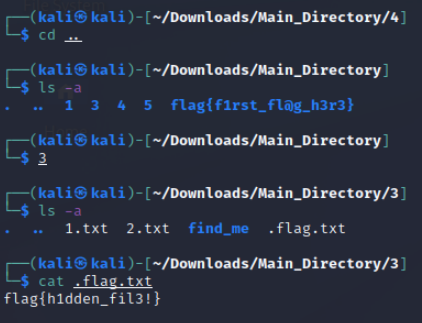 ┌──(kali㉿kali)-[~/Downloads/Main_Directory/4]
└─$ cd ..
┌──(kali㉿kali)-[~/Downloads/Main_Directory]
└─$ ls -a
. .. 1 3 4 5 flag{f1rst_fl@g_h3r3}
┌──(kali㉿kali)-[~/Downloads/Main_Directory]
└─$ 3
┌──(kali㉿kali)-[~/Downloads/Main_Directory/3]
└─$ ls -a
. .. 1.txt 2.txt find_me .flag.txt
┌──(kali㉿kali)-[~/Downloads/Main_Directory/3]
└─$ cat .flag.txt
flag{h1dden_fil3!}